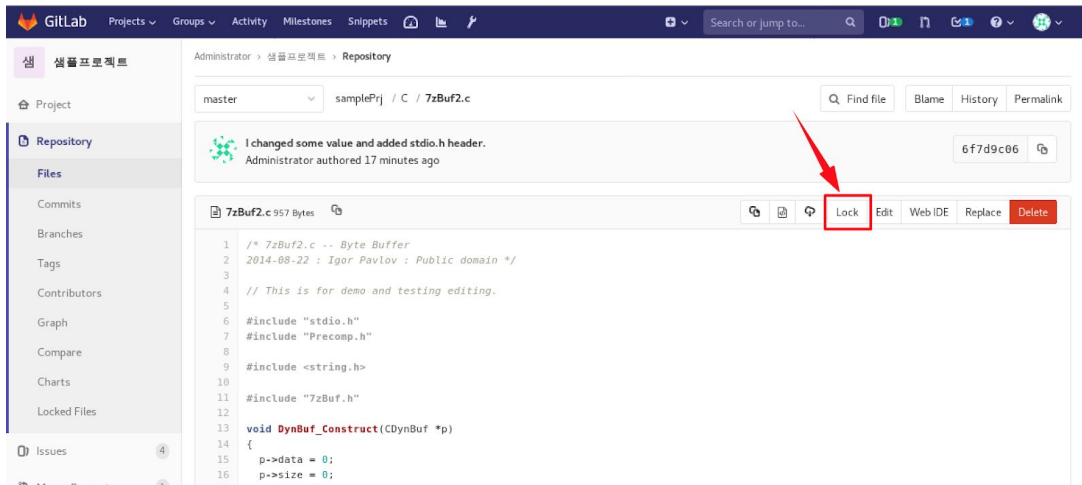 GitLab Projects Groups Activity Milestones Snippets Search or jump to... 1 1
샘 샘플프로젝트
Administrator > 샘플프로젝트 > Repository
Project
master samplePrj / C / 7zBuf2.c Find file Blame History Permalink
Repository
I changed some value and added stdio.h header.
Administrator authored 17 minutes ago
6f7d9c06
Files
Commits
Branches
Tags
Contributors
Graph
Compare
Charts
Locked Files
Issues 4
7zBuf2.c 957 Bytes Lock Edit Web IDE Replace Delete
1 /* 7zBuf2.c -- Byte Buffer
2 2014-08-22 : Igor Pavlov : Public domain */
3
4 // This is for demo and testing editing.
5
6 #include "stdio.h"
7 #include "Precomp.h"
8
9 #include <string.h>
10
11 #include "7zBuf.h"
12
13 void DynBuf_Construct(CDynBuf *p)
14 {
15 p->data = 0;
16 p->size = 0;